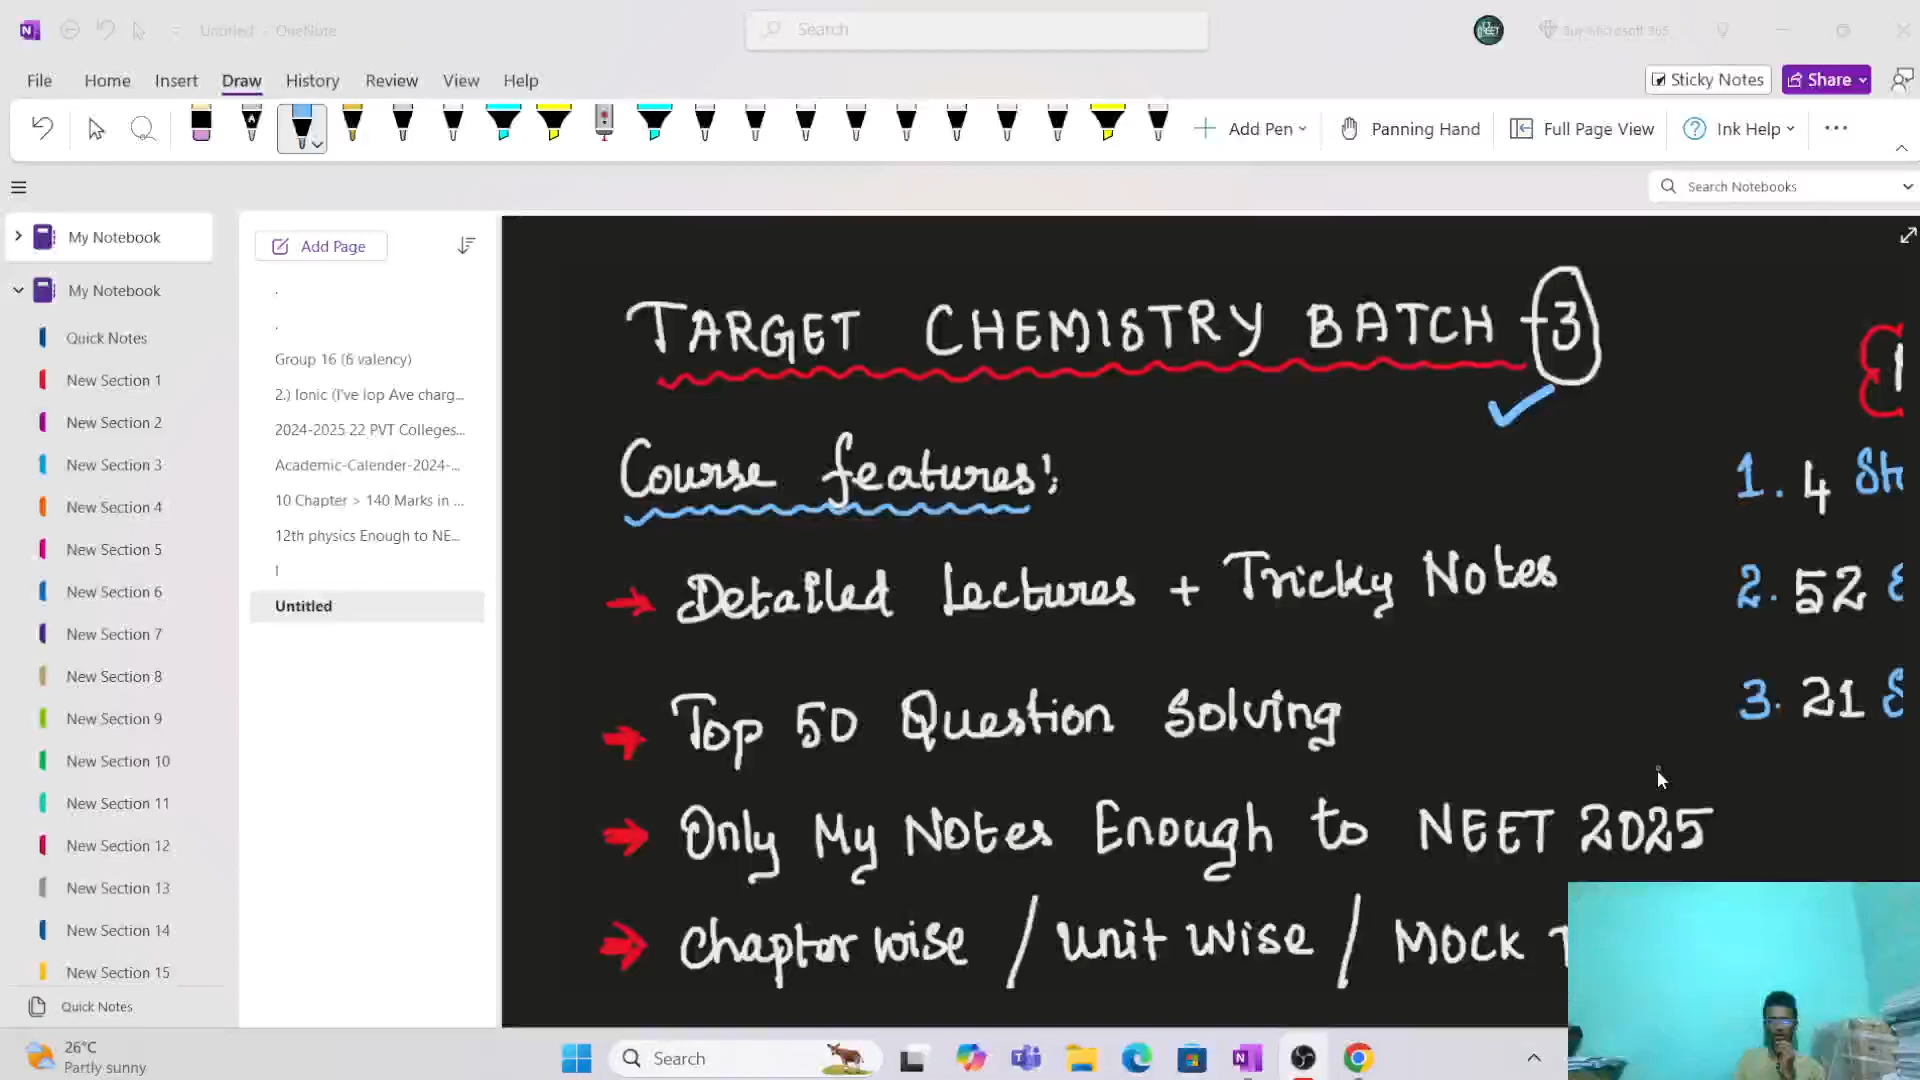 Untitled - OneNote
Search
Buy Microsoft 365
File Home Insert Draw History Review View Help
Sticky Notes
Share
Add Pen
Panning Hand
Full Page View
Ink Help
Search Notebooks
My Notebook
My Notebook
Quick Notes
New Section 1
New Section 2
New Section 3
New Section 4
New Section 5
New Section 6
New Section 7
New Section 8
New Section 9
New Section 10
New Section 11
New Section 12
New Section 13
New Section 14
New Section 15
Quick Notes
Add Page
.
.
Group 16 (6 valency)
2.) Ionic (I've lop Ave charg...
2024-2025 22 PVT Colleges...
Academic-Calender-2024-...
10 Chapter > 140 Marks in ...
12th physics Enough to NE...
Untitled
TARGET CHEMISTRY BATCH -3
Course features:
Detailed Lectures + Tricky Notes
Top 50 Question Solving
Only My Notes Enough to NEET 2025
Chapter wise / Unit Wise / MOCK T
1. 4
2. 52
3. 21
26°C
Partly sunny
Search